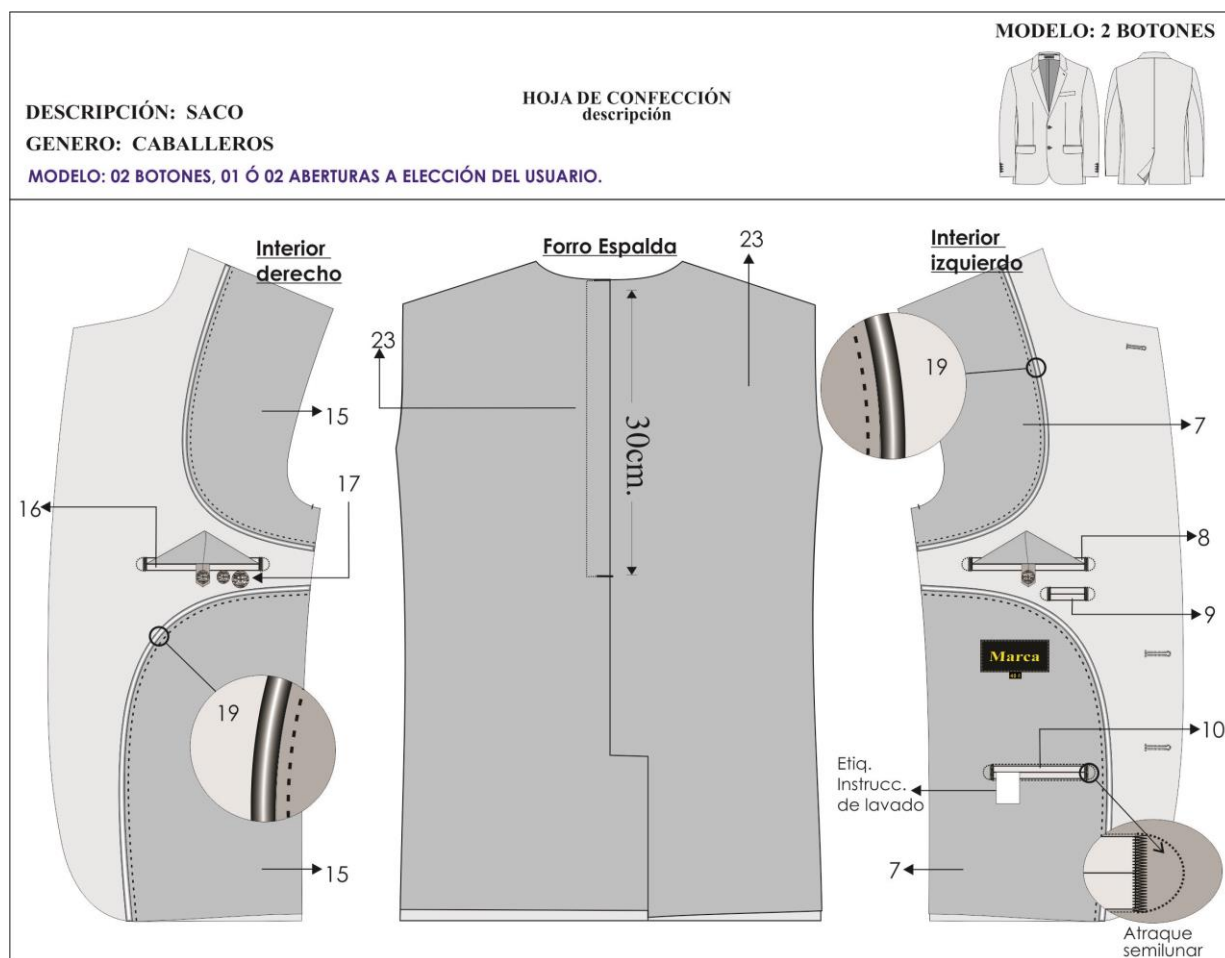 MODELO: 2 BOTONES
HOJA DE CONFECCIÓN
descripción
DESCRIPCIÓN: SACO
GENERO: CABALLEROS
MODELO: 02 BOTONES, 01 Ó 02 ABERTURAS A ELECCIÓN DEL USUARIO.
Interior
derecho
15
16
17
19
15
Forro Espalda
23
23
30cm.
Interior
izquierdo
19
7
8
9
Marca
10
Etiq.
Instrucc.
de lavado
7
Atraque
semilunar